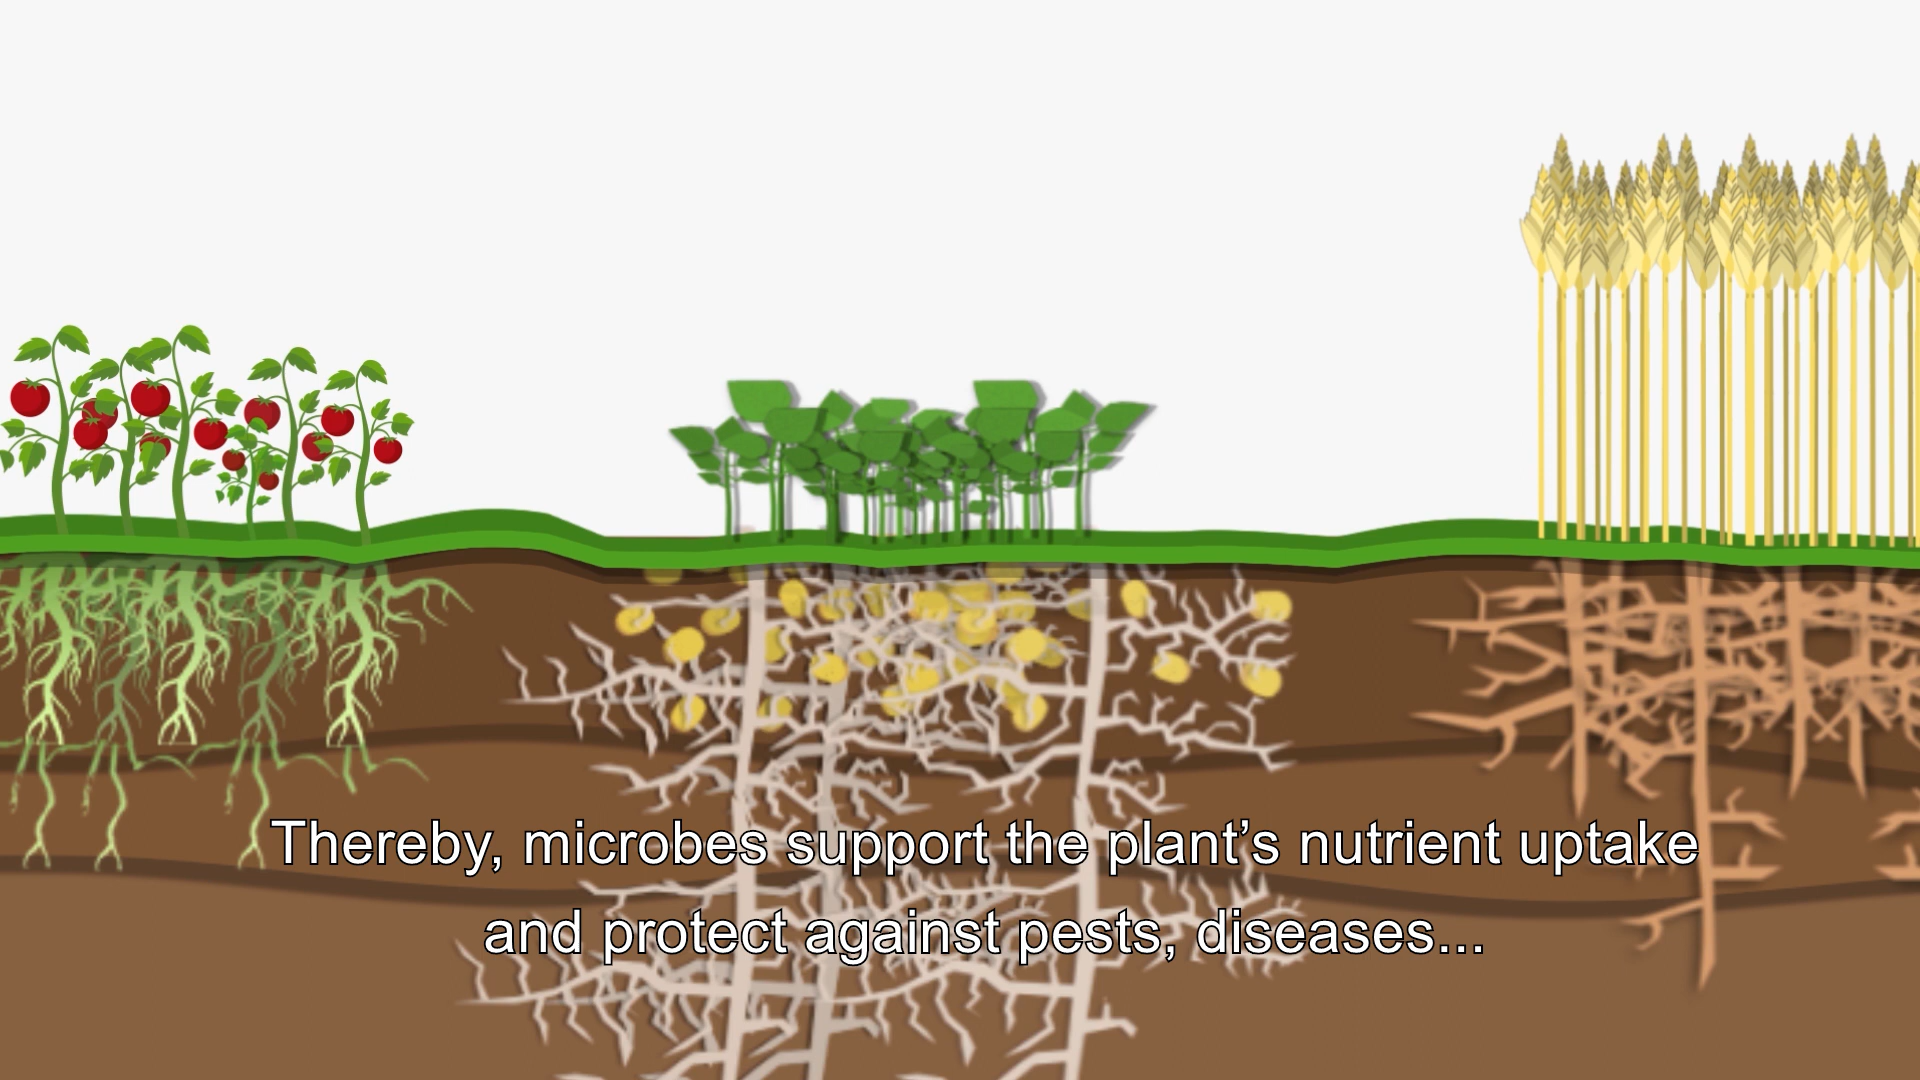 Thereby, microbes support the plant’s nutrient uptake
and protect against pests, diseases...